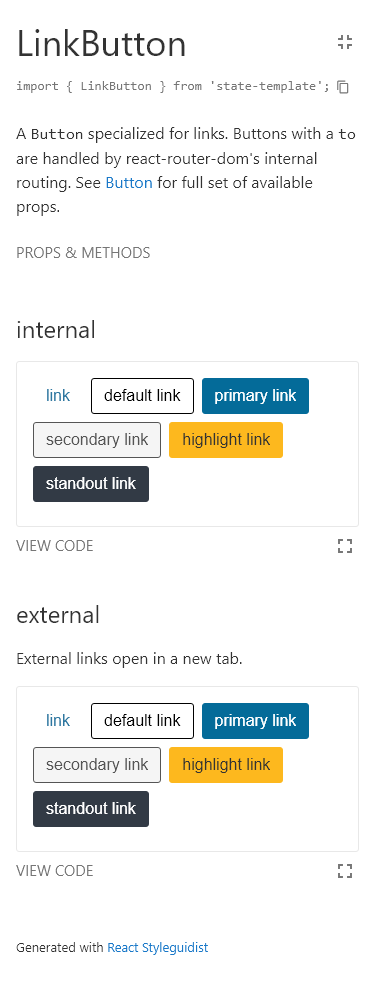 LinkButton
import { LinkButton } from 'state-template';
A Button specialized for links. Buttons with a to
are handled by react-router-dom's internal
routing. See Button for full set of available
props.
PROPS & METHODS
internal
link default link primary link
secondary link highlight link
standout link
VIEW CODE
external
External links open in a new tab.
link default link primary link
secondary link highlight link
standout link
VIEW CODE
Generated with React Styleguidist